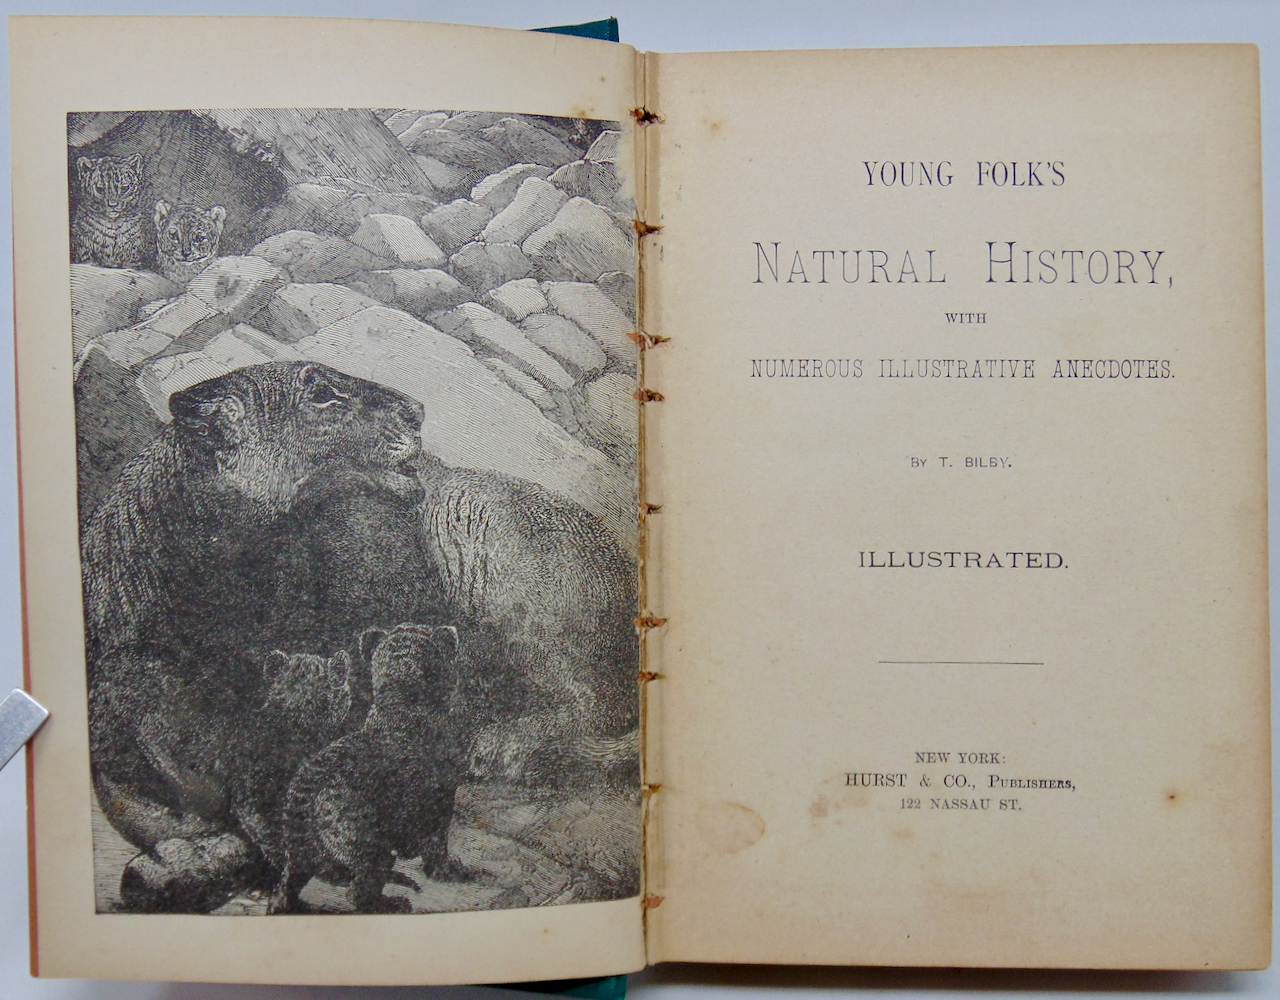 YOUNG FOLK'S
NATURAL HISTORY,
WITH
NUMEROUS ILLUSTRATIVE ANECDOTES.
BY T. BILBY.
ILLUSTRATED.
NEW YORK:
HURST & CO., PUBLISHERS,
122 NASSAU ST.